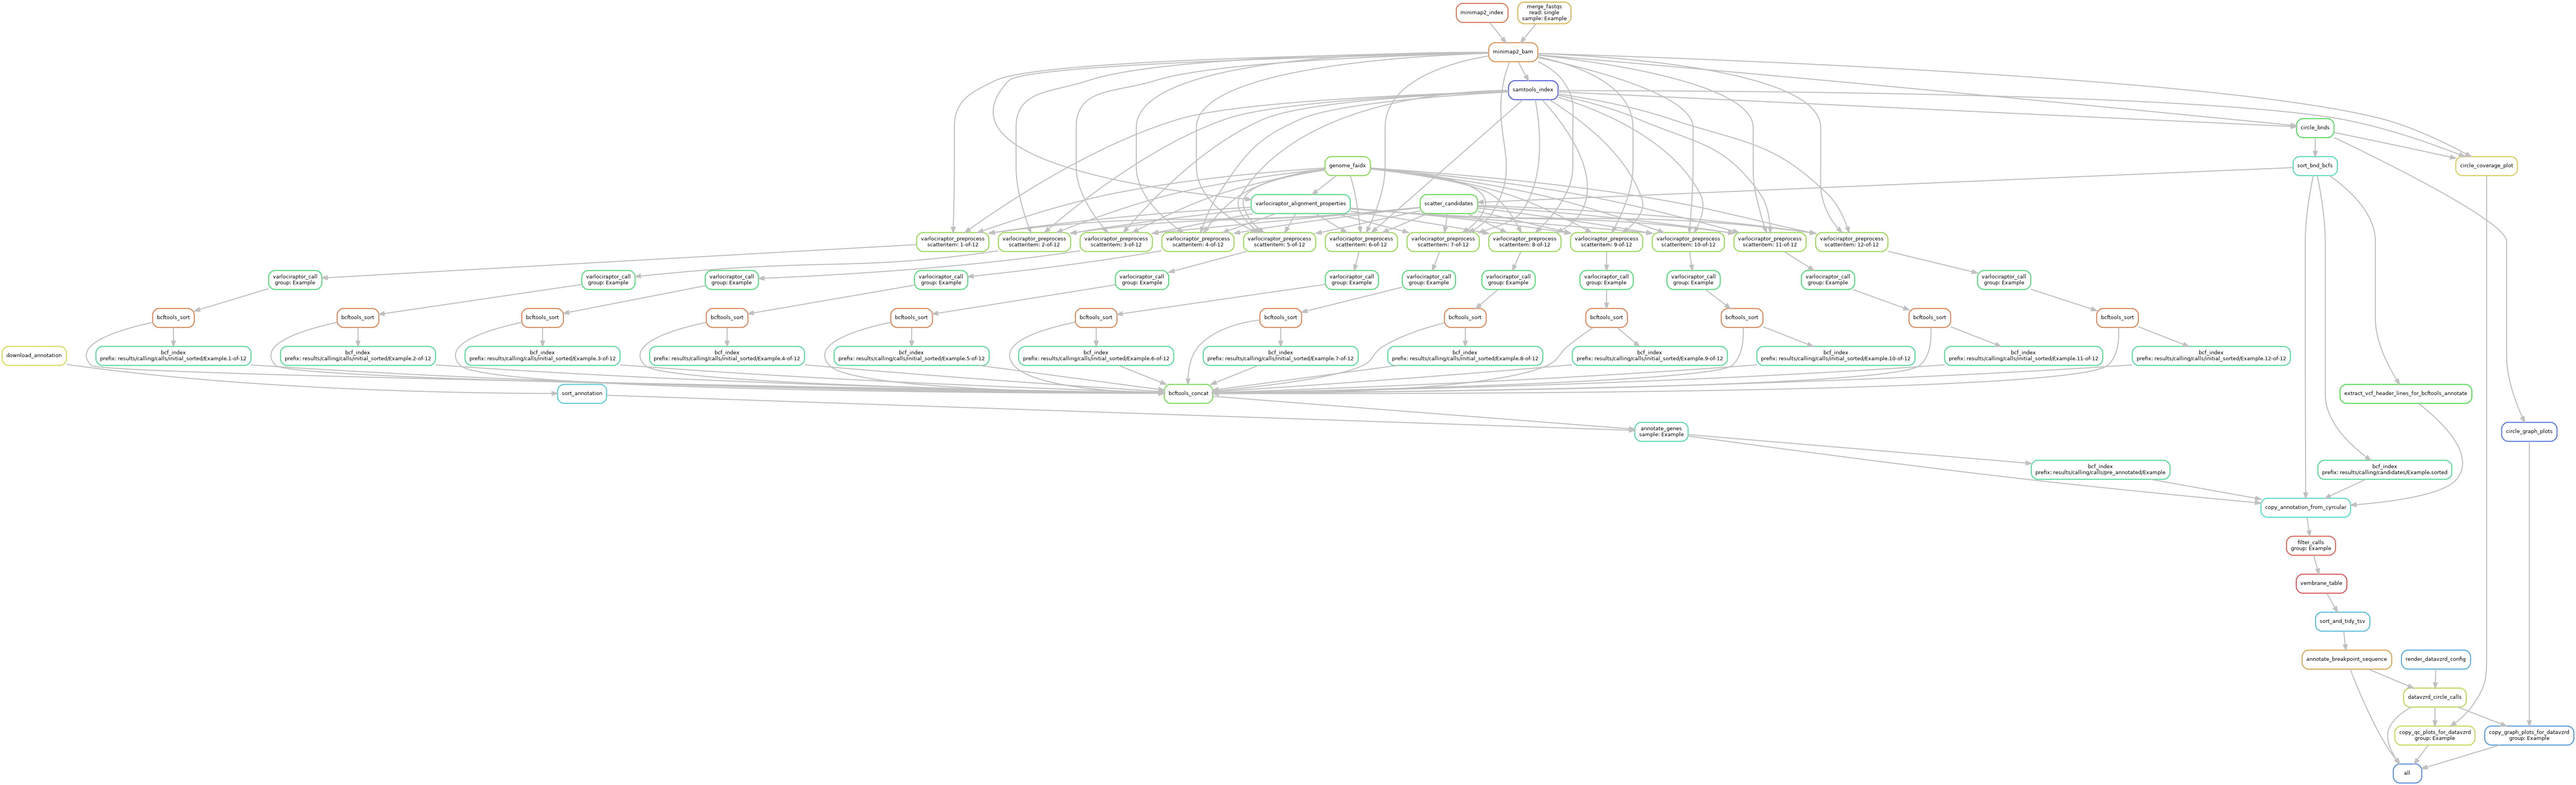 minimap2_index
merge_fastqs
read: single
sample: Example
minimap2_bam
samtools_index
circle_bnds
genome_faidx
sort_bnd_bcfs
circle_coverage_plot
varlociraptor_alignment_properties
scatter_candidates
varlociraptor_preprocess
scatteritem: 1-of-12
varlociraptor_preprocess
scatteritem: 2-of-12
varlociraptor_preprocess
scatteritem: 3-of-12
varlociraptor_preprocess
scatteritem: 4-of-12
varlociraptor_preprocess
scatteritem: 5-of-12
varlociraptor_preprocess
scatteritem: 6-of-12
varlociraptor_preprocess
scatteritem: 7-of-12
varlociraptor_preprocess
scatteritem: 8-of-12
varlociraptor_preprocess
scatteritem: 9-of-12
varlociraptor_preprocess
scatteritem: 10-of-12
varlociraptor_preprocess
scatteritem: 11-of-12
varlociraptor_preprocess
scatteritem: 12-of-12
varlociraptor_call
group: Example
varlociraptor_call
group: Example
varlociraptor_call
group: Example
varlociraptor_call
group: Example
varlociraptor_call
group: Example
varlociraptor_call
group: Example
varlociraptor_call
group: Example
varlociraptor_call
group: Example
varlociraptor_call
group: Example
varlociraptor_call
group: Example
varlociraptor_call
group: Example
varlociraptor_call
group: Example
bcftools_sort
bcftools_sort
bcftools_sort
bcftools_sort
bcftools_sort
bcftools_sort
bcftools_sort
bcftools_sort
bcftools_sort
bcftools_sort
bcftools_sort
bcftools_sort
download_annotation
bcf_index
prefix: results/calling/calls/initial_sorted/Example.1-of-12
bcf_index
prefix: results/calling/calls/initial_sorted/Example.2-of-12
bcf_index
prefix: results/calling/calls/initial_sorted/Example.3-of-12
bcf_index
prefix: results/calling/calls/initial_sorted/Example.4-of-12
bcf_index
prefix: results/calling/calls/initial_sorted/Example.5-of-12
bcf_index
prefix: results/calling/calls/initial_sorted/Example.6-of-12
bcf_index
prefix: results/calling/calls/initial_sorted/Example.7-of-12
bcf_index
prefix: results/calling/calls/initial_sorted/Example.8-of-12
bcf_index
prefix: results/calling/calls/initial_sorted/Example.9-of-12
bcf_index
prefix: results/calling/calls/initial_sorted/Example.10-of-12
bcf_index
prefix: results/calling/calls/initial_sorted/Example.11-of-12
bcf_index
prefix: results/calling/calls/initial_sorted/Example.12-of-12
sort_annotation
bcftools_concat
extract_vcf_header_lines_for_bcftools_annotate
annotate_genes
sample: Example
circle_graph_plots
bcf_index
prefix: results/calling/calls/pre_annotated/Example
bcf_index
prefix: results/calling/candidates/Example.sorted
copy_annotation_from_cyrcular
filter_calls
group: Example
vembrane_table
sort_and_tidy_tsv
annotate_breakpoint_sequence
render_datavzrd_config
datavzrd_circle_calls
copy_qc_plots_for_datavzrd
group: Example
copy_graph_plots_for_datavzrd
group: Example
all